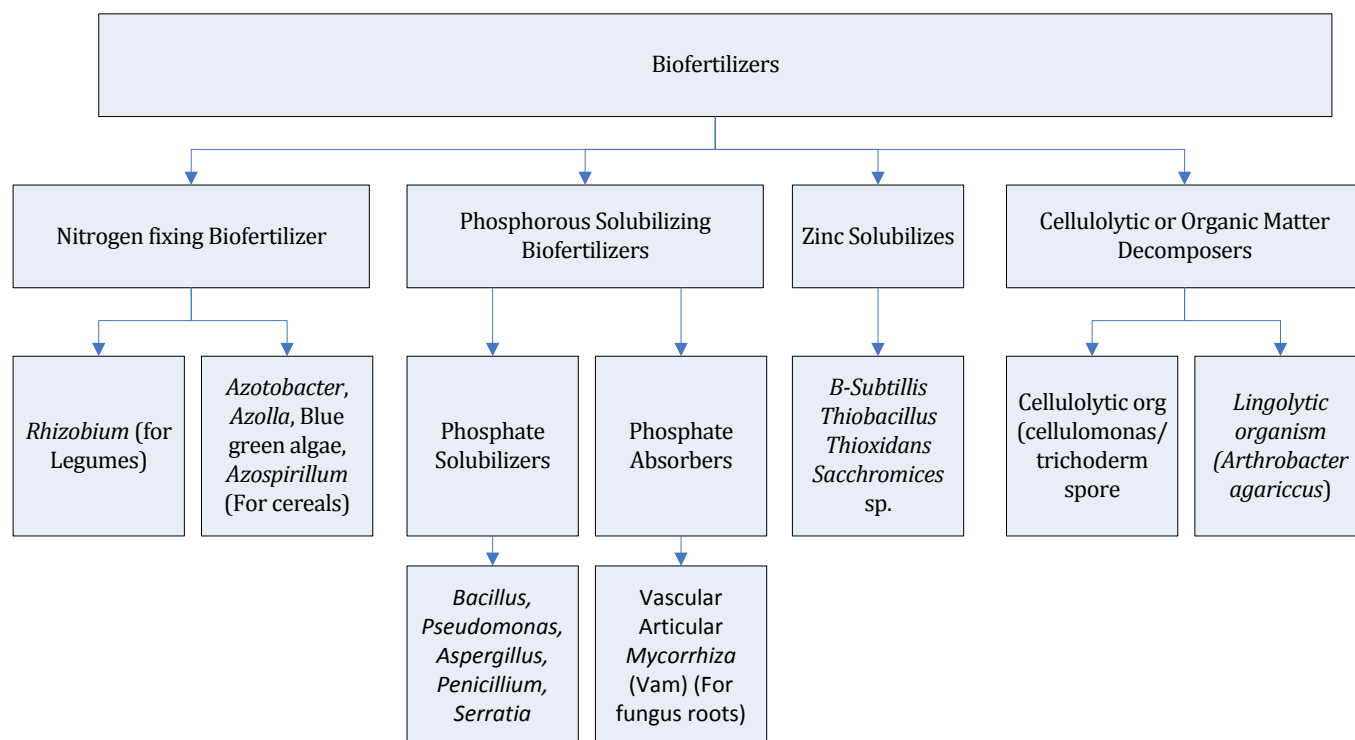 Biofertilizers
Nitrogen fixing Biofertilizer
Phosphorous Solubilizing
Biofertilizers
Zinc Solubilizes
Cellulolytic or Organic Matter
Decomposers
Rhizobium (for
Legumes)
Azotobacter,
Azolla, Blue
green algae,
Azospirillum
(For cereals)
Phosphate
Solubilizers
Phosphate
Absorbers
B-Subtillis
Thiobacillus
Thioxidans
Sacchromices
sp.
Cellulolytic org
(cellulomonas/
trichoderm
spore
Lingolytic
organism
(Arthrobacter
agariccus)
Bacillus,
Pseudomonas,
Aspergillus,
Penicillium,
Serratia
Vascular
Articular
Mycorrhiza
(Vam) (For
fungus roots)